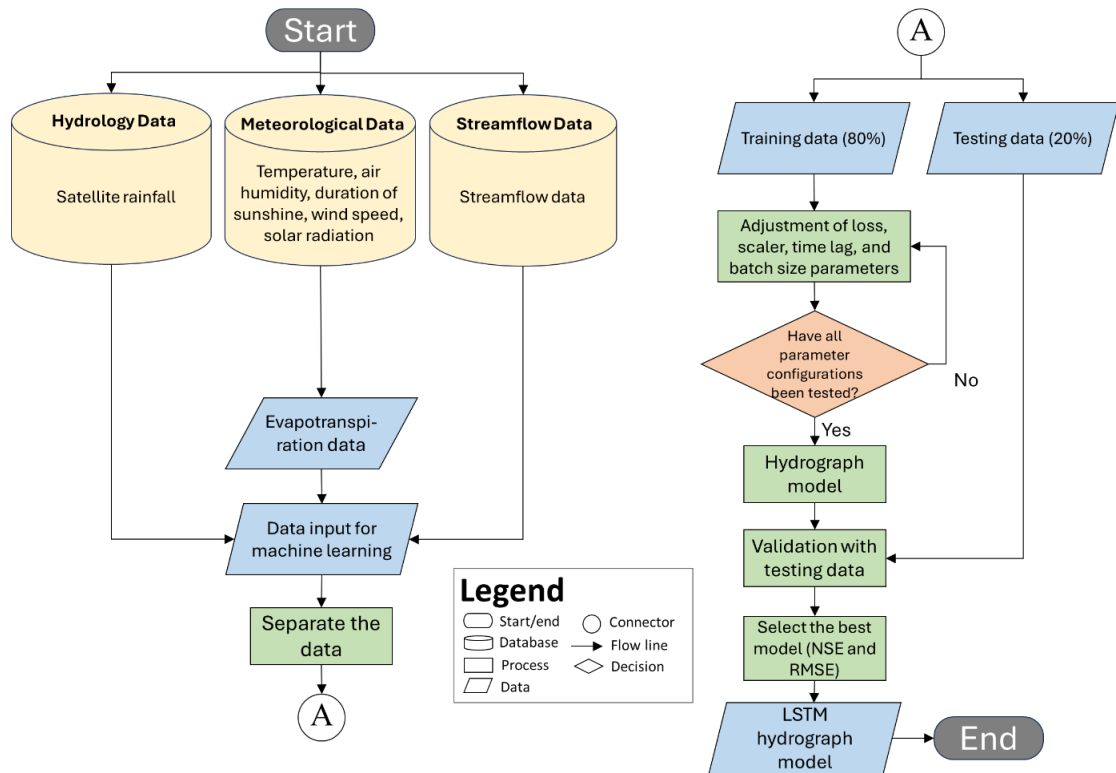 Start
Hydrology Data
Satellite rainfall
Meteorological Data
Temperature, air
humidity, duration of
sunshine, wind speed,
solar radiation
Streamflow Data
Streamflow data
Evapotranspi-
ration data
Data input for
machine learning
Separate the
data
A
Legend
Start/end
Database
Process
Data
Connector
Flow line
Decision
A
Training data (80%)
Testing data (20%)
Adjustment of loss,
scaler, time lag, and
batch size parameters
Have all
parameter
configurations
been tested?
No
Yes
Hydrograph
model
Validation with
testing data
Select the best
model (NSE and
RMSE)
LSTM
hydrograph
model
End